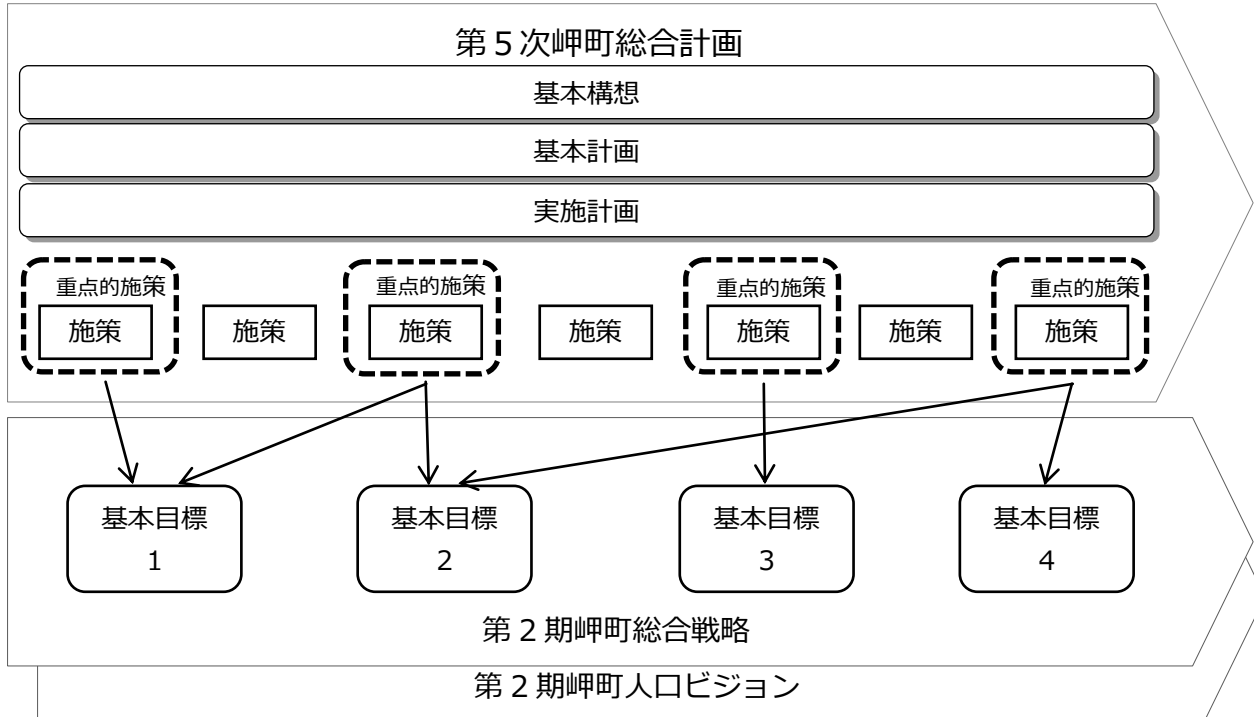 第５次岬町総合計画
基本構想
基本計画
実施計画
重点的施策
重点的施策
重点的施策
重点的施策
施策
施策
施策
施策
施策
施策
施策
基本目標
1
基本目標
2
基本目標
3
基本目標
4
第２期岬町総合戦略
第２期岬町人口ビジョン